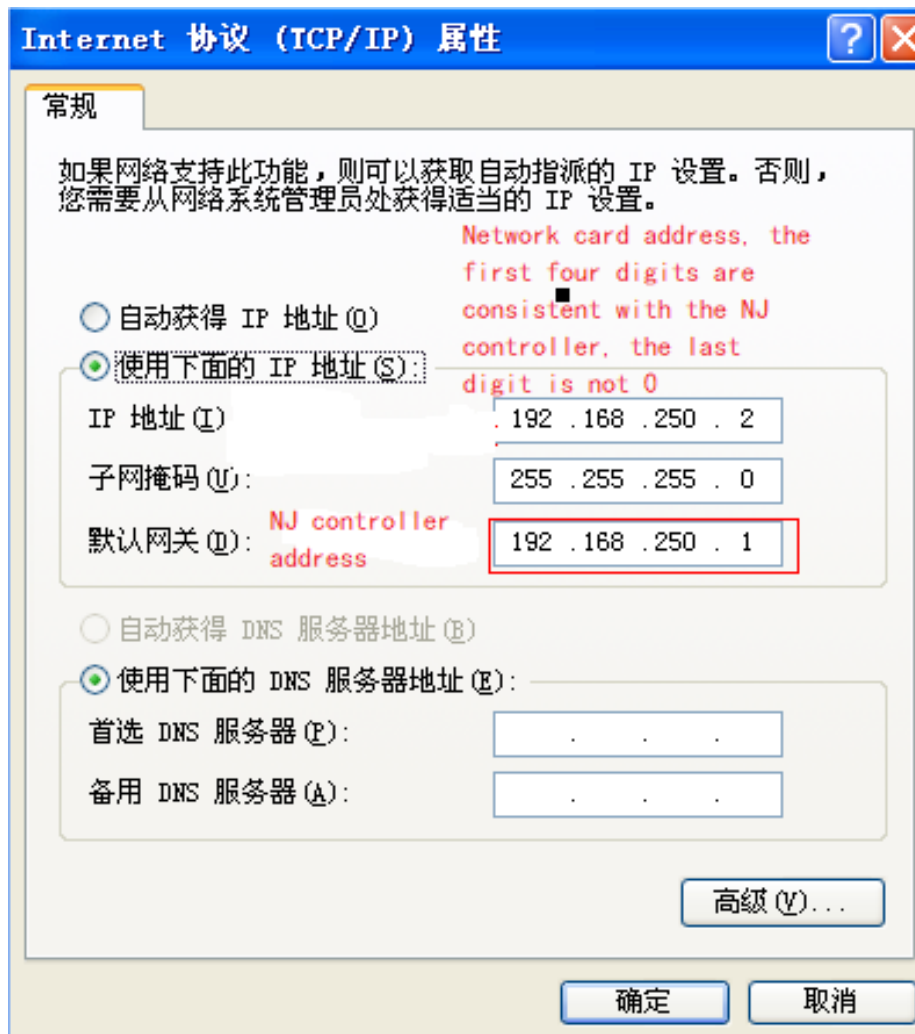 Internet 协议 (TCP/IP) 属性
常规
如果网络支持此功能，则可以获取自动指派的 IP 设置。否则，
您需要从网络系统管理员处获得适当的 IP 设置。
Network card address, the
first four digits are
consistent with the NJ
controller, the last
digit is not 0
自动获得 IP 地址(O)
使用下面的 IP 地址(S):
IP 地址(I)
192 .168 .250 . 2
子网掩码(U):
255 .255 .255 . 0
默认网关(D):
NJ controller
address
192 .168 .250 . 1
自动获得 DNS 服务器地址(B)
使用下面的 DNS 服务器地址(E):
首选 DNS 服务器(P):
备用 DNS 服务器(A):
高级(V)...
确定
取消